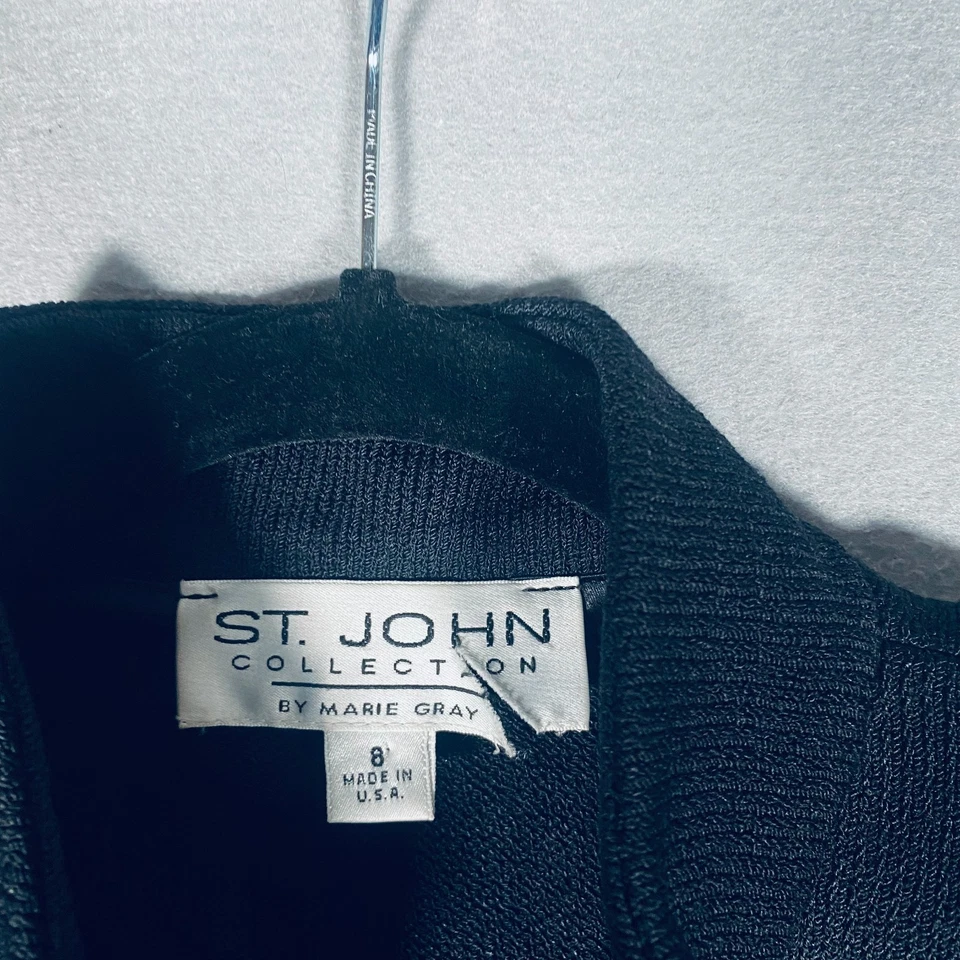 MADE IN CHINA
ST. JOHN
COLLECTION
BY MARIE GRAY
8
MADE IN
U.S.A.